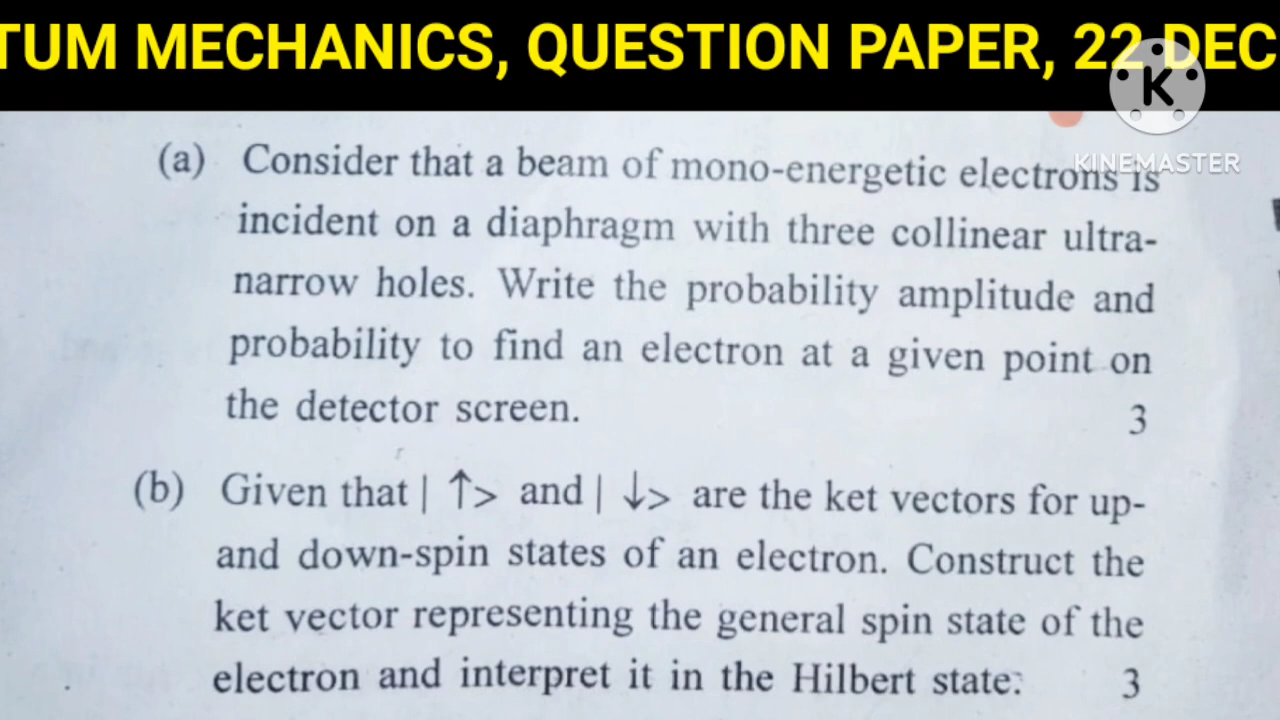 TUM MECHANICS, QUESTION PAPER, 22 DEC
K
KINEMASTER
(a) Consider that a beam of mono-energetic electrons is
incident on a diaphragm with three collinear ultra-
narrow holes. Write the probability amplitude and
probability to find an electron at a given point on
the detector screen. 3
(b) Given that | ↑> and | ↓> are the ket vectors for up-
and down-spin states of an electron. Construct the
ket vector representing the general spin state of the
electron and interpret it in the Hilbert state. 3